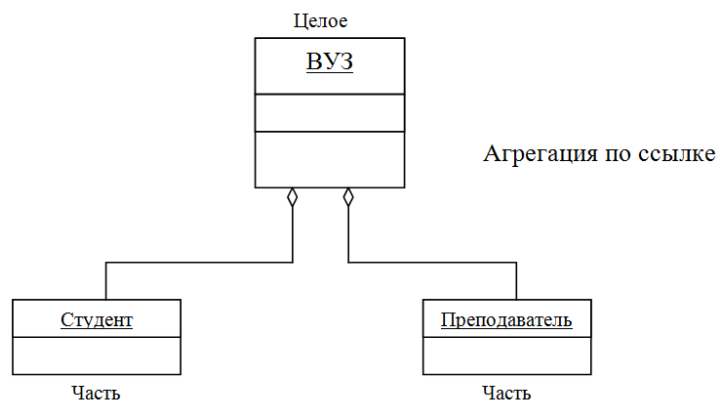 Целое
ВУЗ
Агрегация по ссылке
Студент
Преподаватель
Часть
Часть